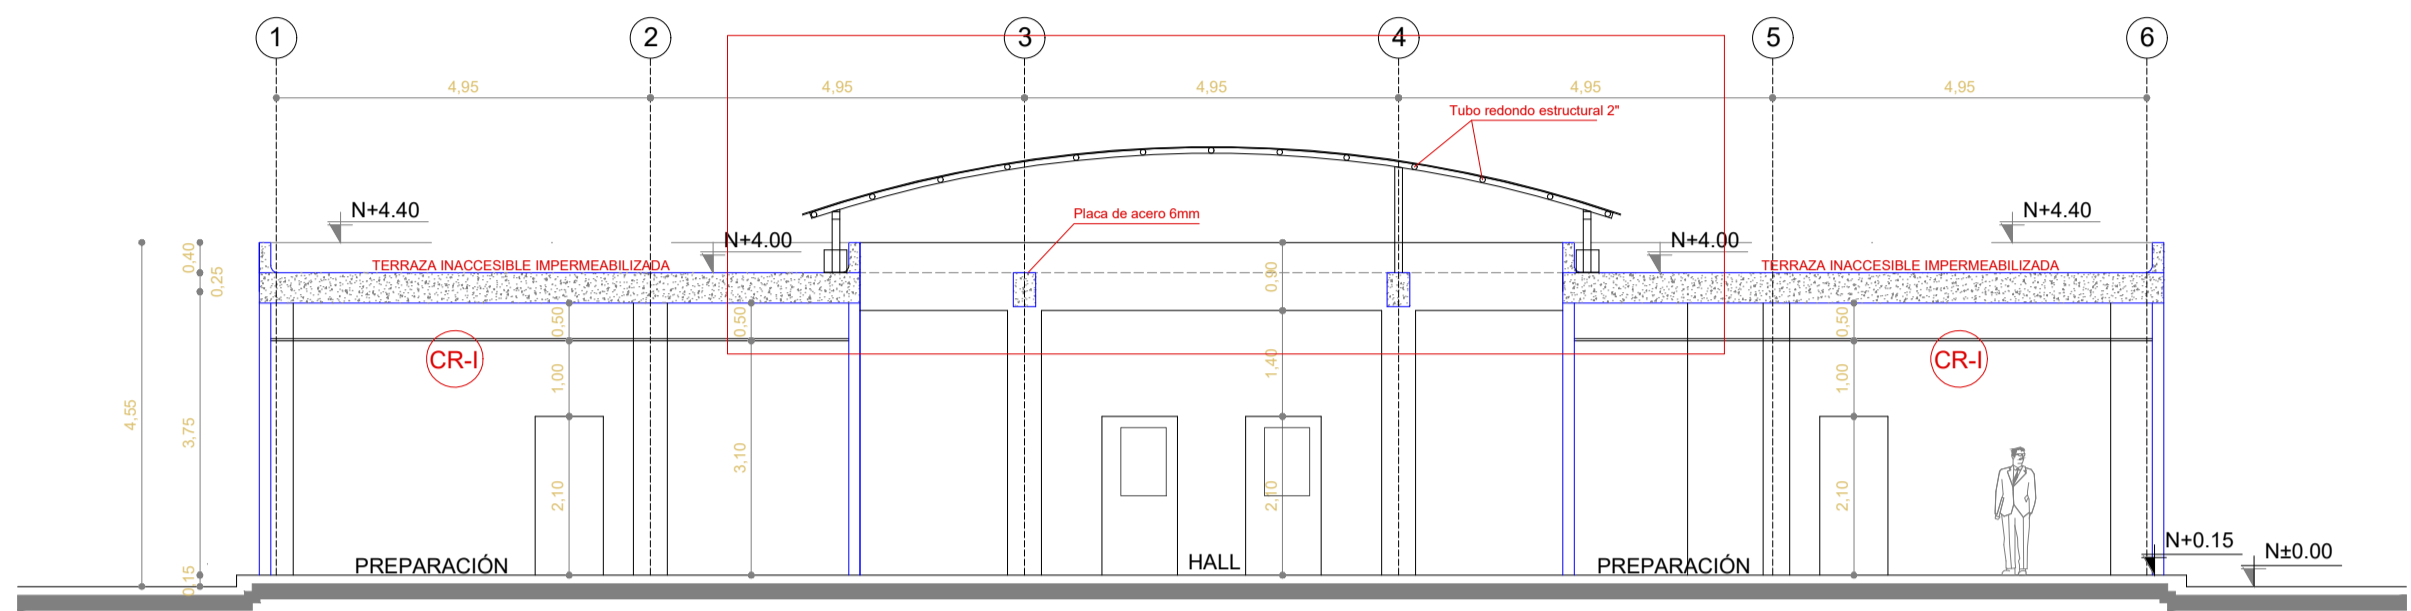 1 2 3 4 5 6
4,95 4,95 4,95 4,95 4,95
Tubo redondo estructural 2"
N+4.40 Placa de acero 6mm N+4.40
N+4.00 N+4.00
TERRAZA INACCESIBLE IMPERMEABILIZADA TERRAZA INACCESIBLE IMPERMEABILIZADA
0,40 0,25 0,90
0,50 0,50 0,50
CR-I CR-I
1,00 1,40 1,00
4,55 3,75 3,10
2,10 2,10 2,10
N+0.15 N±0.00
PREPARACIÓN HALL PREPARACIÓN
0,15